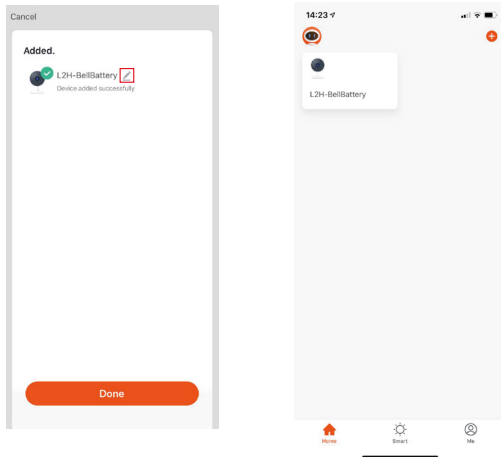 Cancel
Added.
L2H-BellBattery
Device added successfully
Done
14:23
L2H-BellBattery
Home
Smart
Me